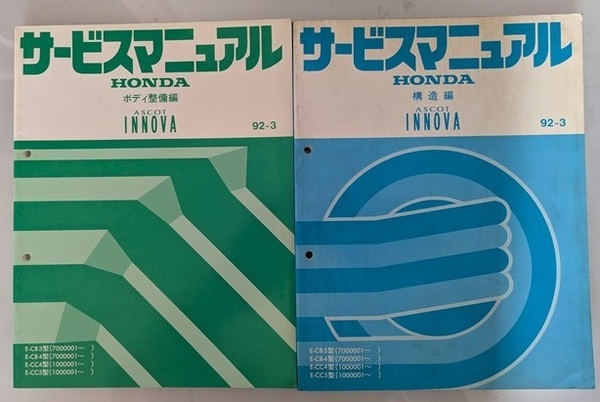 サービスマニュアル
HONDA
ボディ整備編
ASCOT
INNOVA
92-3
E-CB3型(7000001〜　)
E-CB4型(7000001〜　)
E-CC4型(1000001〜　)
E-CC5型(1000001〜　)
サービスマニュアル
HONDA
構造編
ASCOT
INNOVA
92-3
E-CB3型(7000001〜　)
E-CB4型(7000001〜　)
E-CC4型(1000001〜　)
E-CC5型(1000001〜　)